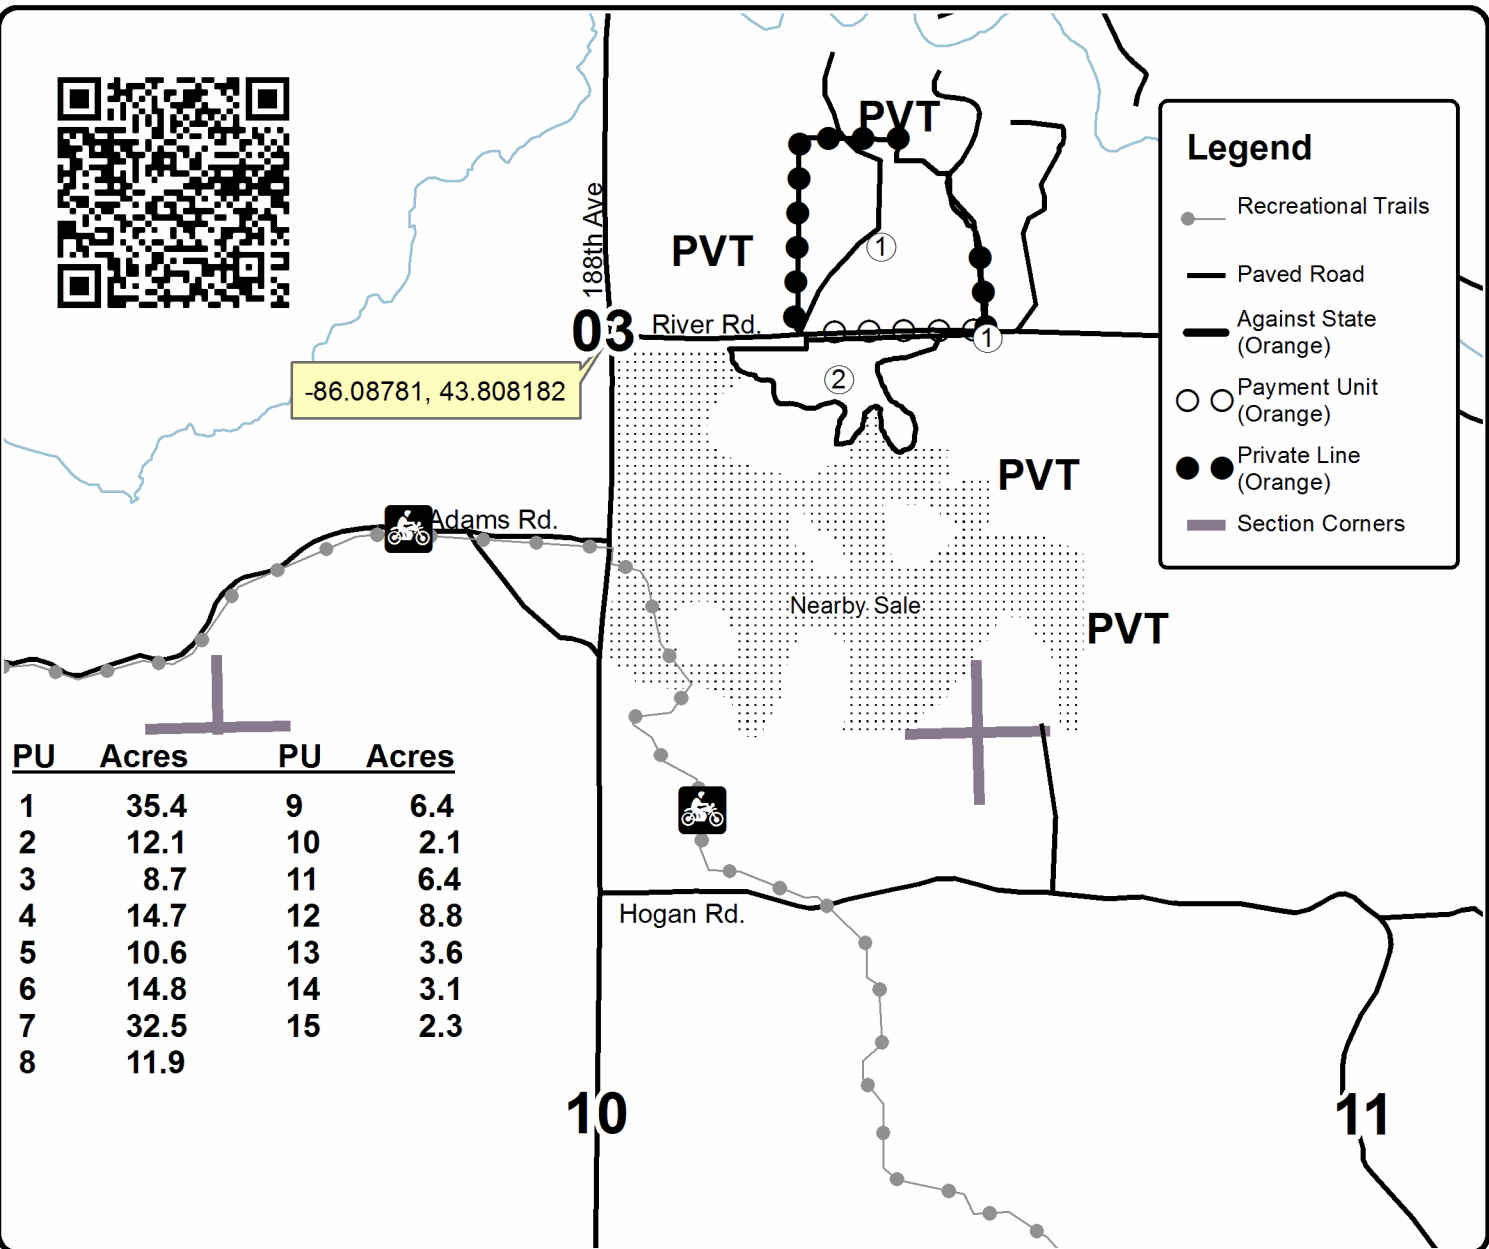 PVT
Legend
Recreational Trails
188th Ave
PVT
1
Paved Road
03
River Rd.
1
Against State
(Orange)
-86.08781, 43.808182
2
Payment Unit
(Orange)
PVT
Private Line
(Orange)
Adams Rd.
Section Corners
Nearby Sale
PVT
PU Acres PU Acres
1 35.4 9 6.4
2 12.1 10 2.1
3 8.7 11 6.4
4 14.7 12 8.8
5 10.6 13 3.6
6 14.8 14 3.1
7 32.5 15 2.3
8 11.9
Hogan Rd.
10
11